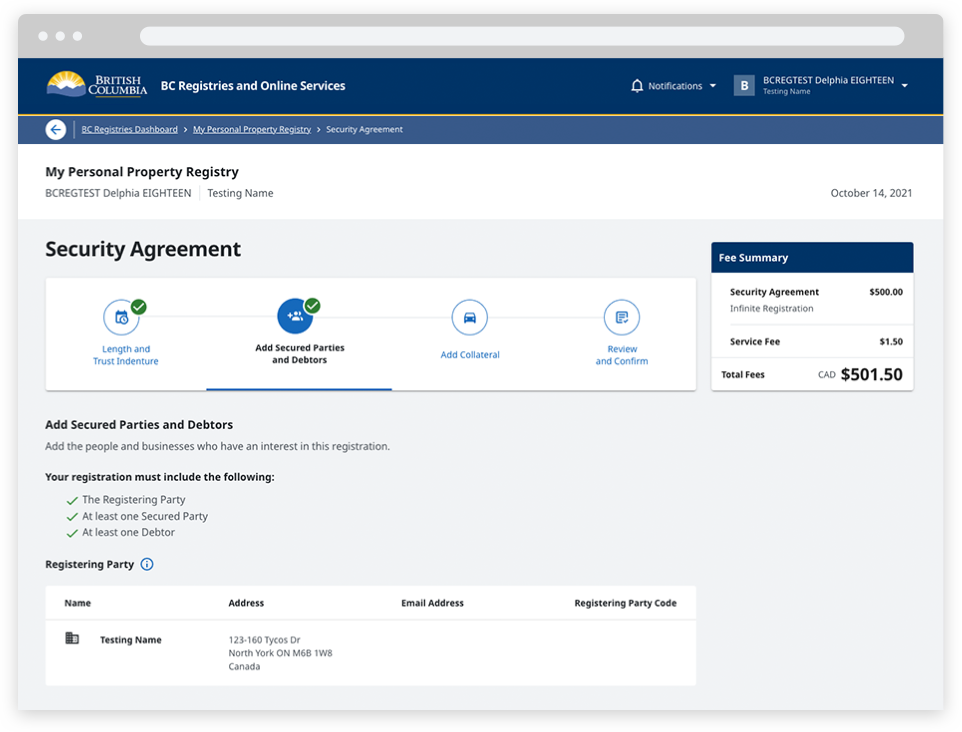 BRITISH
COLUMBIA
BC Registries and Online Services
Notifications
B
BCREGTEST Delphia EIGHTEEN
Testing Name
BC Registries Dashboard > My Personal Property Registry > Security Agreement
My Personal Property Registry
BCREGTEST Delphia EIGHTEEN Testing Name
October 14, 2021
Security Agreement
Length and
Trust Indenture
Add Secured Parties
and Debtors
Add Collateral
Review
and Confirm
Fee Summary
Security Agreement $500.00
Infinite Registration
Service Fee $1.50
Total Fees CAD $501.50
Add Secured Parties and Debtors
Add the people and businesses who have an interest in this registration.
Your registration must include the following:
The Registering Party
At least one Secured Party
At least one Debtor
Registering Party
Name Address Email Address Registering Party Code
Testing Name
123-160 Tycos Dr
North York ON M6B 1W8
Canada